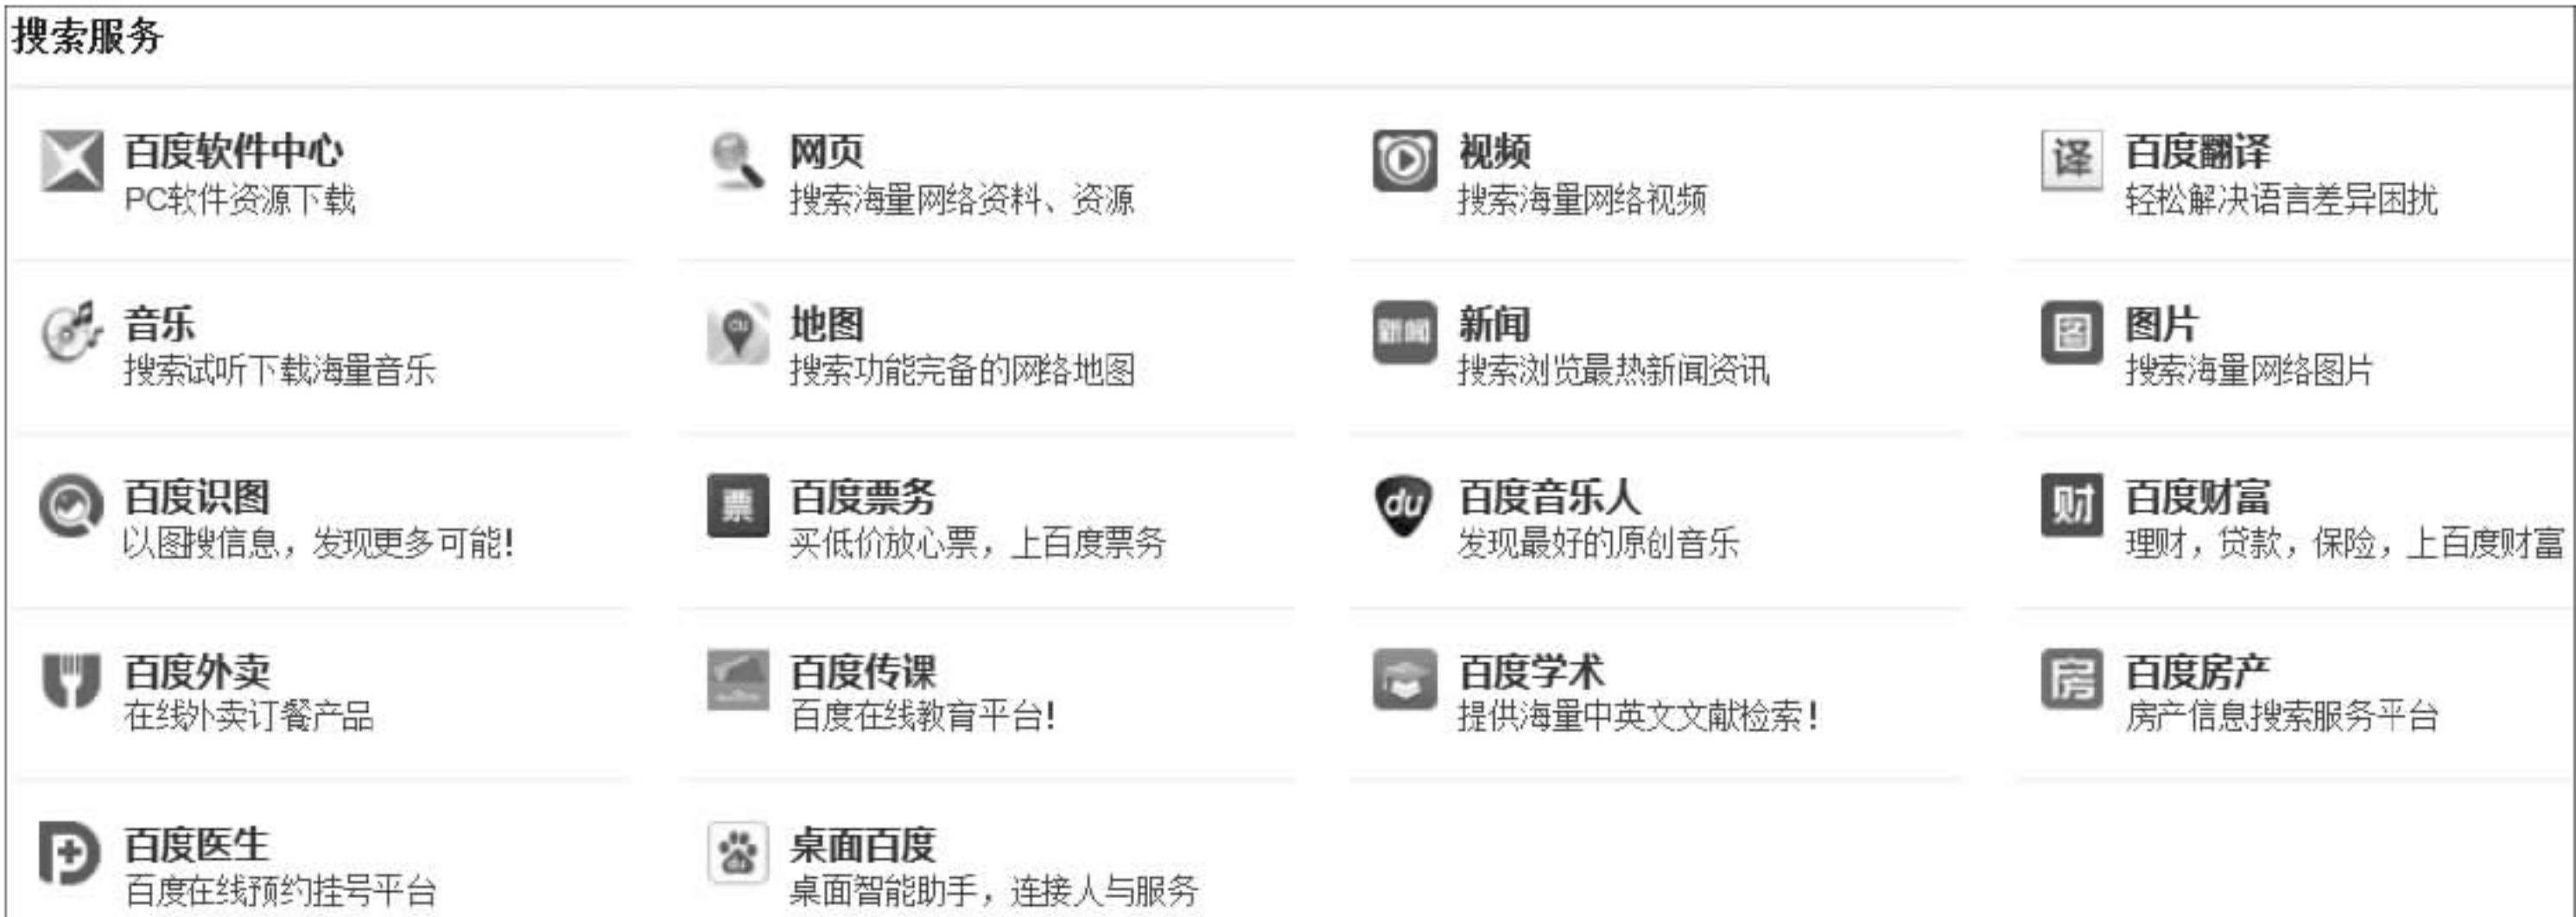 搜索服务
百度软件中心
PC软件资源下载
网页
搜索海量网络资料、资源
视频
搜索海量网络视频
译
百度翻译
轻松解决语言差异困扰
音乐
搜索试听下载海量音乐
du
地图
搜索功能完备的网络地图
新闻
新闻
搜索浏览最热新闻资讯
图片
搜索海量网络图片
百度识图
以图搜信息，发现更多可能!
票
百度票务
买低价放心票，上百度票务
du
百度音乐人
发现最好的原创音乐
财
百度财富
理财，贷款，保险，上百度财富
百度外卖
在线外卖订餐产品
百度传课
百度在线教育平台!
百度学术
提供海量中英文文献检索!
房
百度房产
房产信息搜索服务平台
百度医生
百度在线预约挂号平台
du
桌面百度
桌面智能助手，连接人与服务